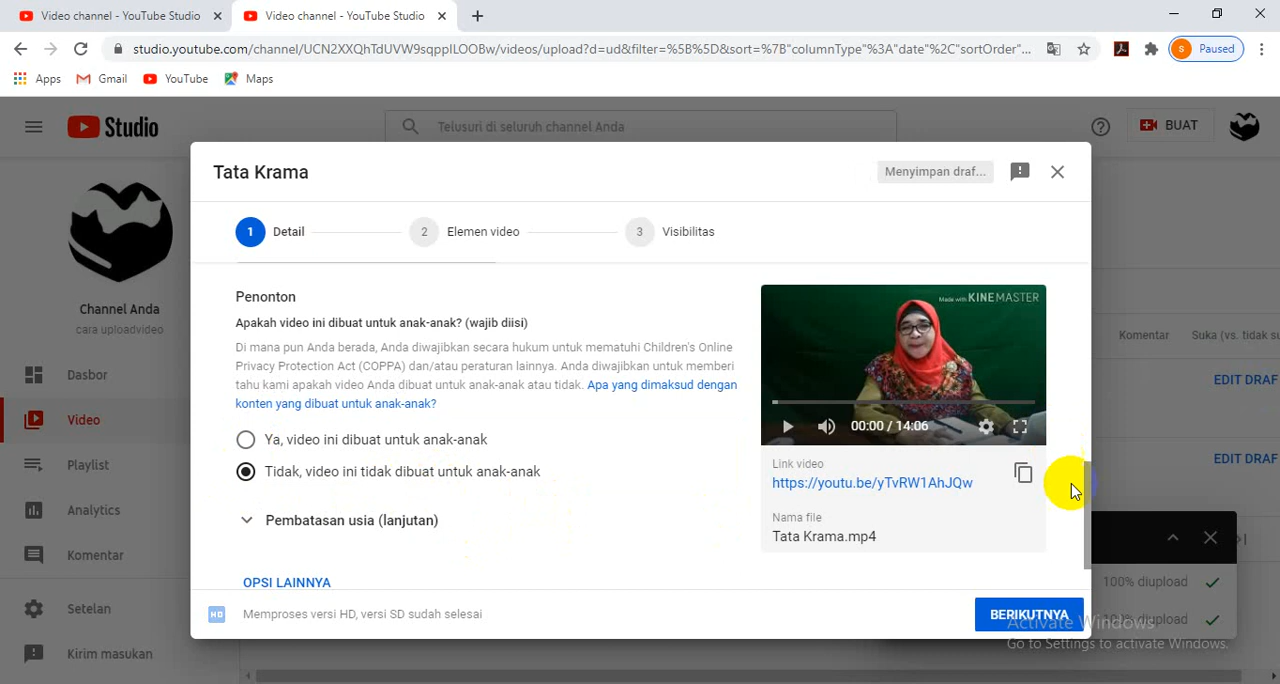 Video channel - YouTube Studio
Video channel - YouTube Studio
studio.youtube.com/channel/UCN2XXQhTdUVW9sqppILOOBw/videos/upload?d=ud&filter=%5B%5D&sort=%7B"columnType"%3A"date"%2C"sortOrder"...
S Paused
Apps Gmail YouTube Maps
Studio
Telusuri di seluruh channel Anda
BUAT
Tata Krama
Menyimpan draf...
1 Detail 2 Elemen video 3 Visibilitas
Channel Anda
cara uploadvideo
Dasbor
Video
Playlist
Analytics
Komentar
Setelan
Kirim masukan
Penonton
Apakah video ini dibuat untuk anak-anak? (wajib diisi)
Di mana pun Anda berada, Anda diwajibkan secara hukum untuk mematuhi Children's Online
Privacy Protection Act (COPPA) dan/atau peraturan lainnya. Anda diwajibkan untuk memberi
tahu kami apakah video Anda dibuat untuk anak-anak atau tidak. Apa yang dimaksud dengan
konten yang dibuat untuk anak-anak?
Ya, video ini dibuat untuk anak-anak
Tidak, video ini tidak dibuat untuk anak-anak
Pembatasan usia (lanjutan)
OPSI LAINNYA
Made with KINEMASTER
00:00 / 14:06
Link video
https://youtu.be/yTvRW1AhJQw
Nama file
Tata Krama.mp4
HD Memproses versi HD, versi SD sudah selesai
BERIKUTNYA
Komentar Suka (vs. tidak su
EDIT DRAF
EDIT DRAF
100% diupload
100% diupload
Activate Windows
Go to Settings to activate Windows.